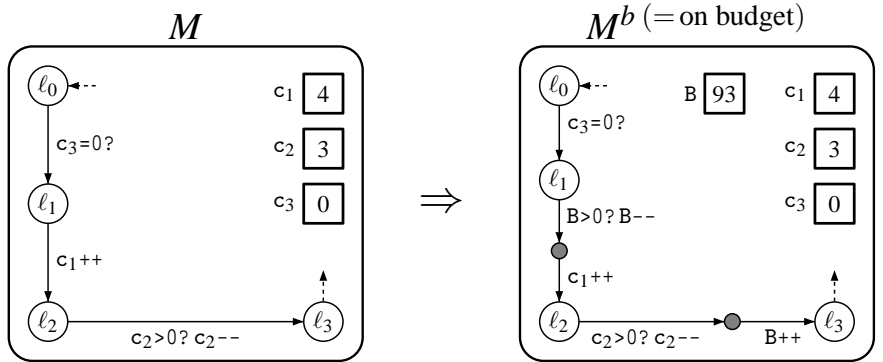 M
ℓ0
c1 4
c3=0?
c2 3
ℓ1
c3 0
c1++
ℓ2
c2>0? c2--
ℓ3
⇒
M^b (= on budget)
ℓ0
B 93
c1 4
c3=0?
c2 3
ℓ1
c3 0
B>0? B--
c1++
ℓ2
c2>0? c2--
B++
ℓ3